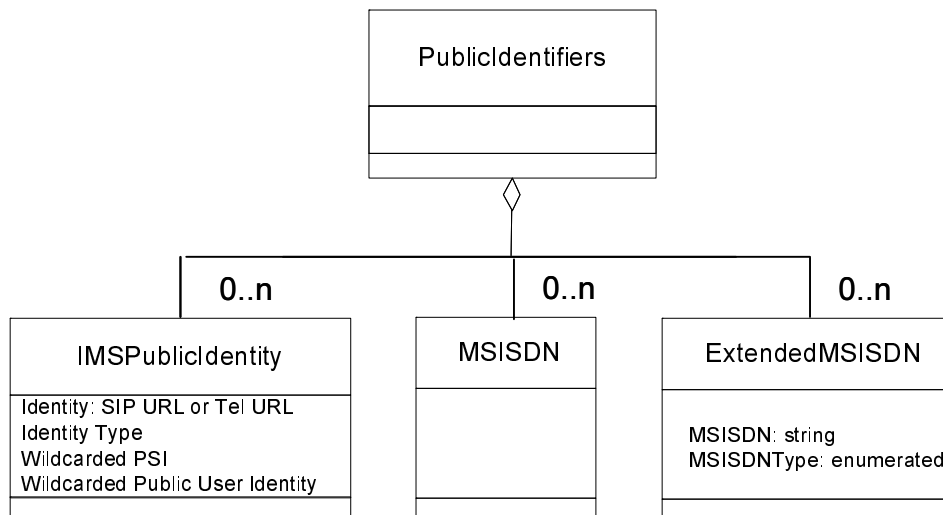 PublicIdentifiers
0..n
0..n
0..n
IMSPublicIdentity
MSISDN
ExtendedMSISDN
Identity: SIP URL or Tel URL
Identity Type
Wildcarded PSI
Wildcarded Public User Identity
MSISDN: string
MSISDNType: enumerated